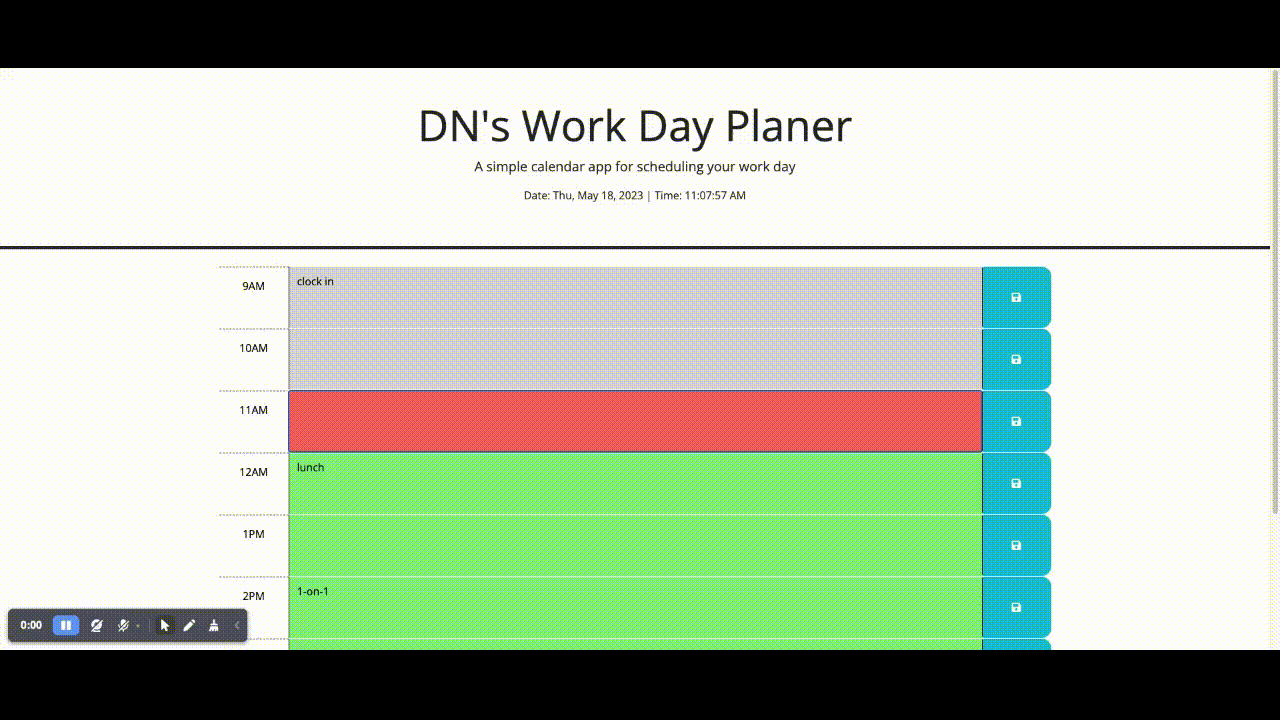 DN's Work Day Planer
A simple calendar app for scheduling your work day
Date: Thu, May 18, 2023 | Time: 11:07:57 AM
9AM
clock in
10AM
11AM
12AM
lunch
1PM
2PM
1-on-1
0:00